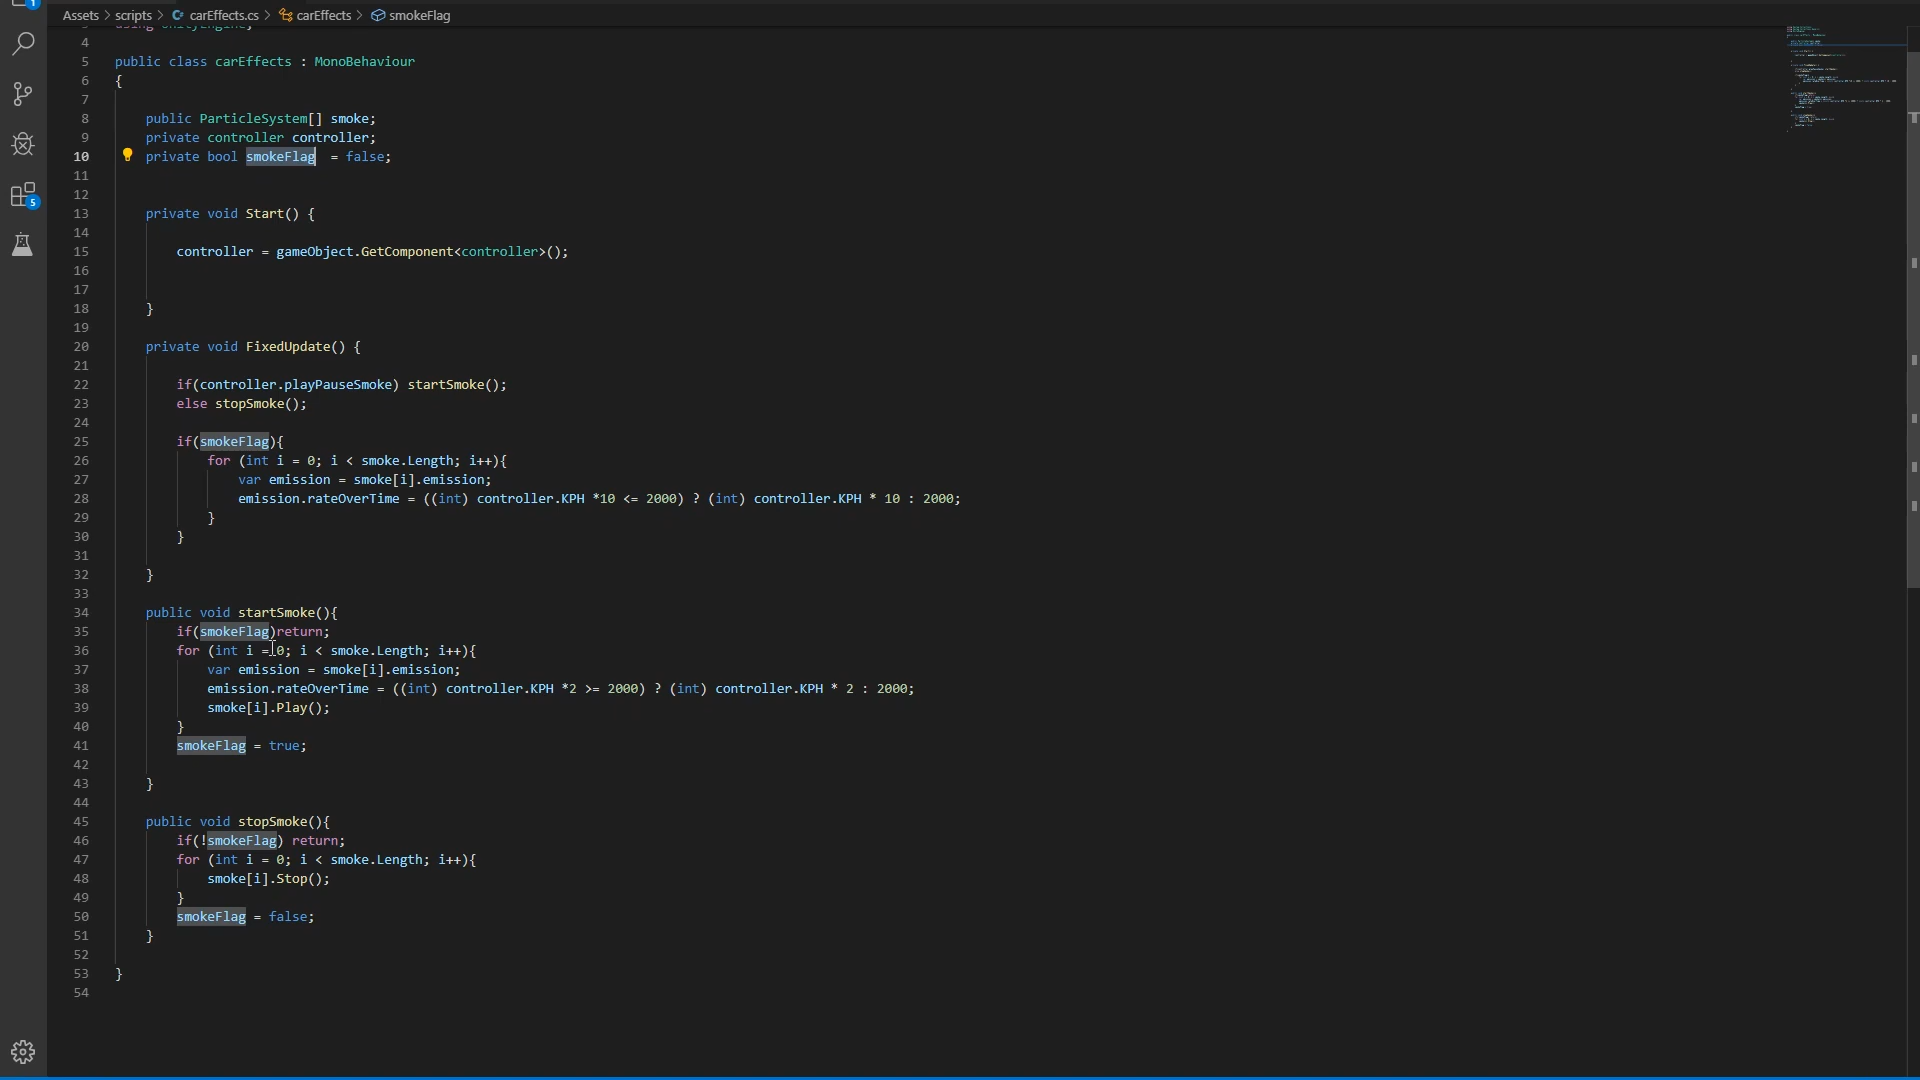 1
Assets > scripts > carEffects.cs > carEffects > smokeFlag
4
5 public class carEffects : MonoBehaviour
6 {
7
8 public ParticleSystem[] smoke;
9 private controller controller;
10 private bool smokeFlag  = false;
11
12
13 private void Start() {
14
15 controller = gameObject.GetComponent<controller>();
16
17
18 }
19
20 private void FixedUpdate() {
21
22 if(controller.playPauseSmoke) startSmoke();
23 else stopSmoke();
24
25 if(smokeFlag){
26 for (int i = 0; i < smoke.Length; i++){
27 var emission = smoke[i].emission;
28 emission.rateOverTime = ((int) controller.KPH *10 <= 2000) ? (int) controller.KPH * 10 : 2000;
29 }
30 }
31
32 }
33
34 public void startSmoke(){
35 if(smokeFlag)return;
36 for (int i = 0; i < smoke.Length; i++){
37 var emission = smoke[i].emission;
38 emission.rateOverTime = ((int) controller.KPH *2 >= 2000) ? (int) controller.KPH * 2 : 2000;
39 smoke[i].Play();
40 }
41 smokeFlag = true;
42
43 }
44
45 public void stopSmoke(){
46 if(!smokeFlag) return;
47 for (int i = 0; i < smoke.Length; i++){
48 smoke[i].Stop();
49 }
50 smokeFlag = false;
51 }
52
53 }
54
5